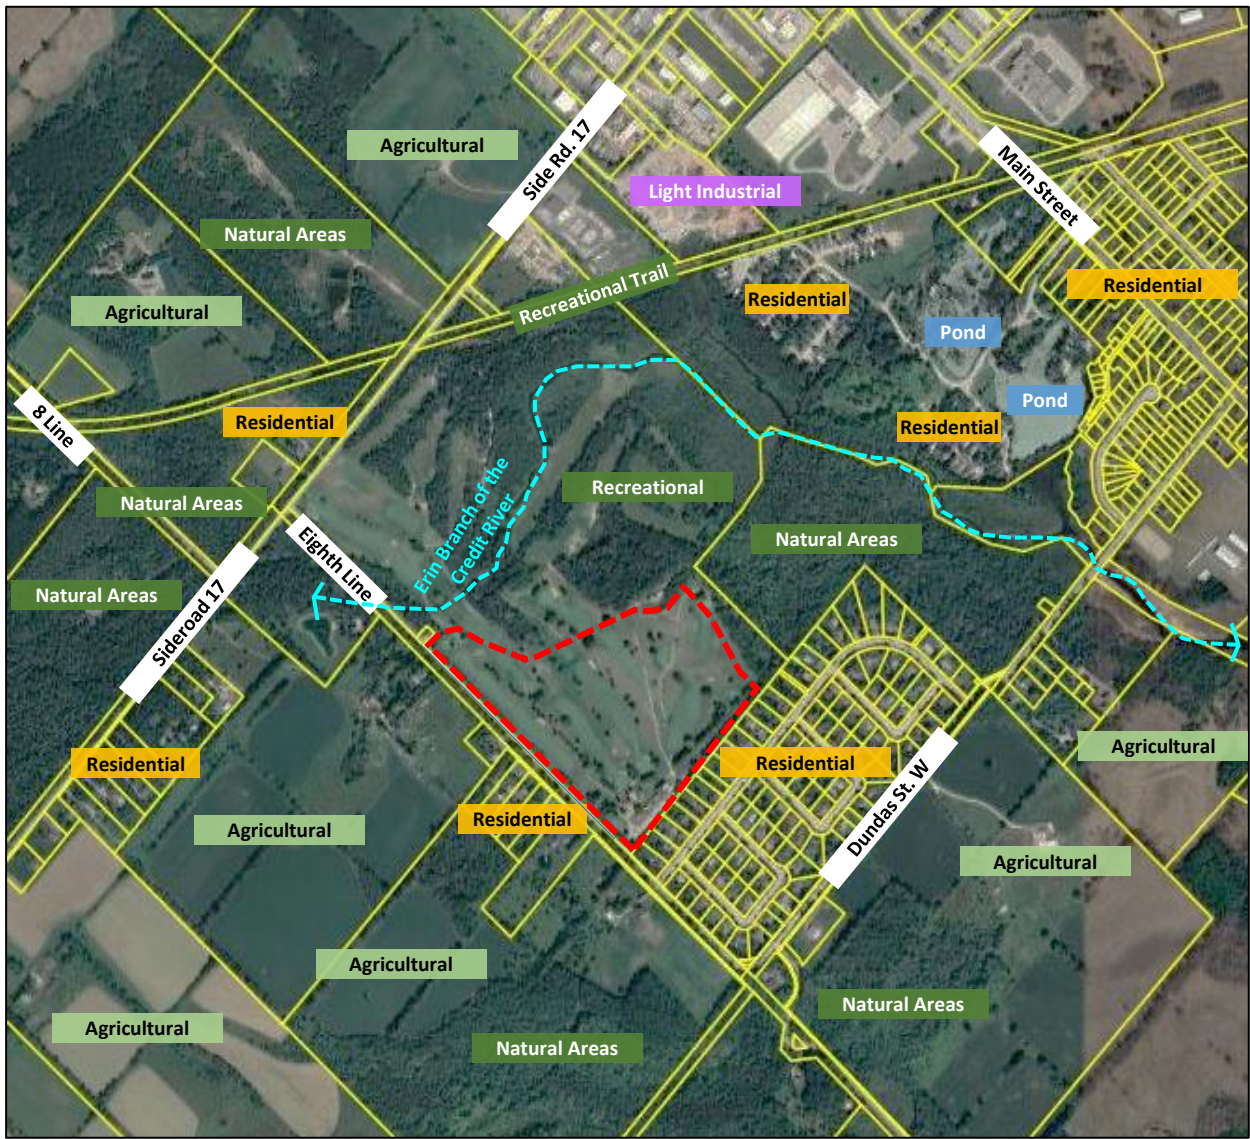 Agricultural
Side Rd. 17
Main Street
Light Industrial
Natural Areas
Recreational Trail
Residential
Residential
Agricultural
Pond
Pond
8 Line
Residential
Residential
Erin Branch of the
Credit River
Recreational
Natural Areas
Eighth Line
Natural Areas
Natural Areas
Sideroad 17
Agricultural
Residential
Residential
Dundas St. W
Residential
Agricultural
Agricultural
Agricultural
Natural Areas
Agricultural
Natural Areas